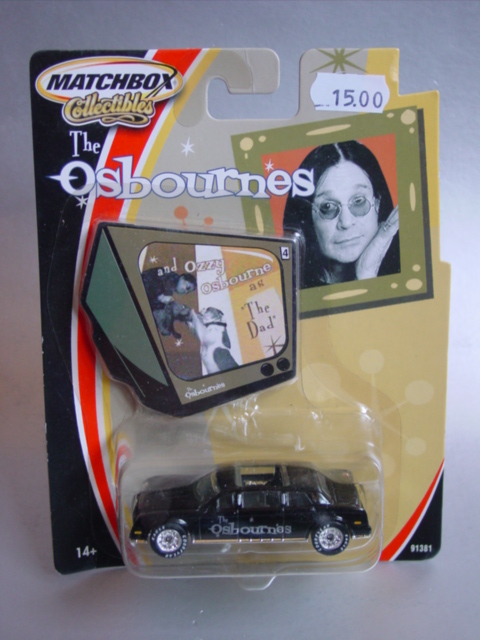 MATCHBOX
Collectibles
15.00
The
Osbournes
4
and Ozzy
Osbourne
as
"The
Dad"
The
Osbournes
The
Osbournes
14+
91381